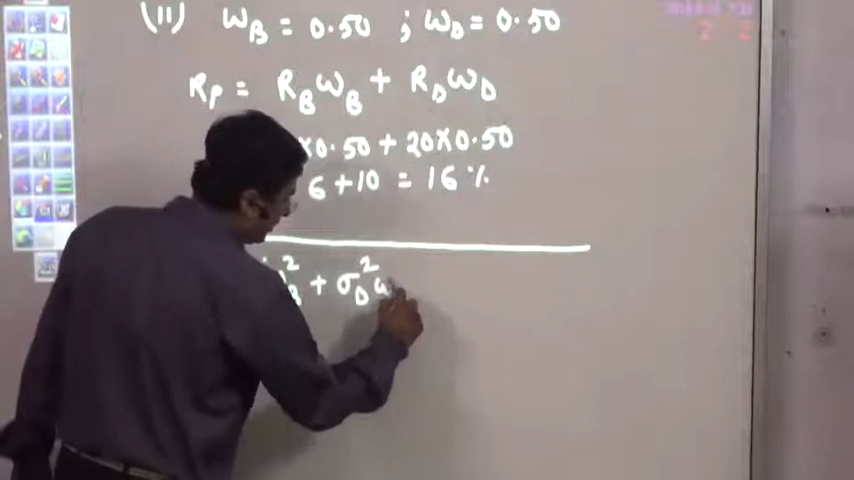 (ii) ω_B = 0.50 ; ω_D = 0.50
R_P = R_B ω_B + R_D ω_D
×0.50 + 20×0.50
6 + 10 = 16 %
² + σ_D² ω